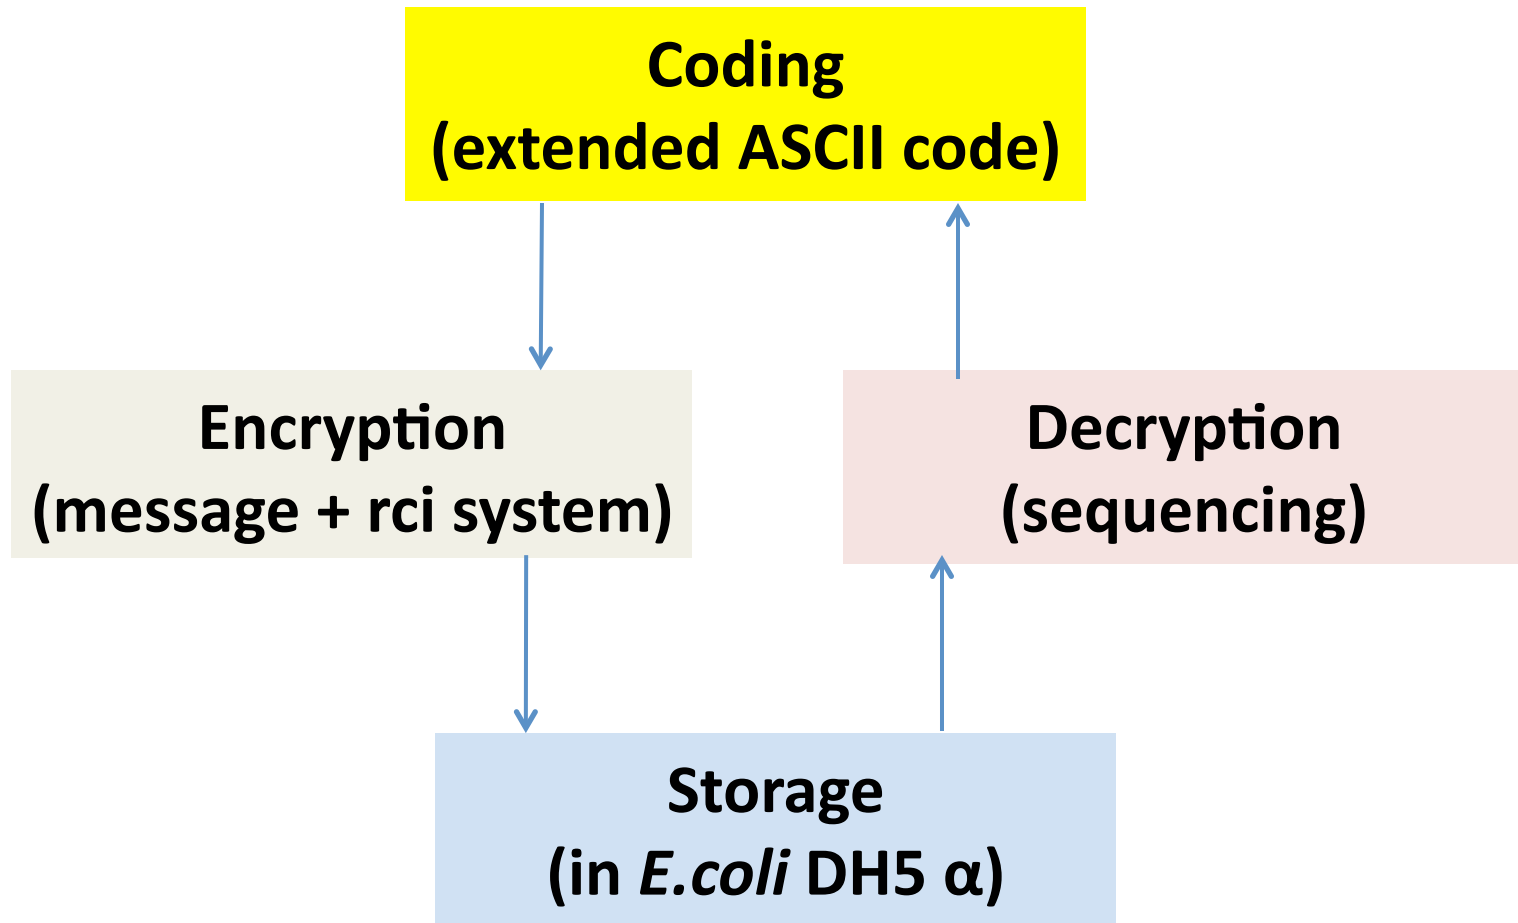 Coding
(extended ASCII code)
Encryption
(message + rci system)
Decryption
(sequencing)
Storage
(in E.coli DH5 α)